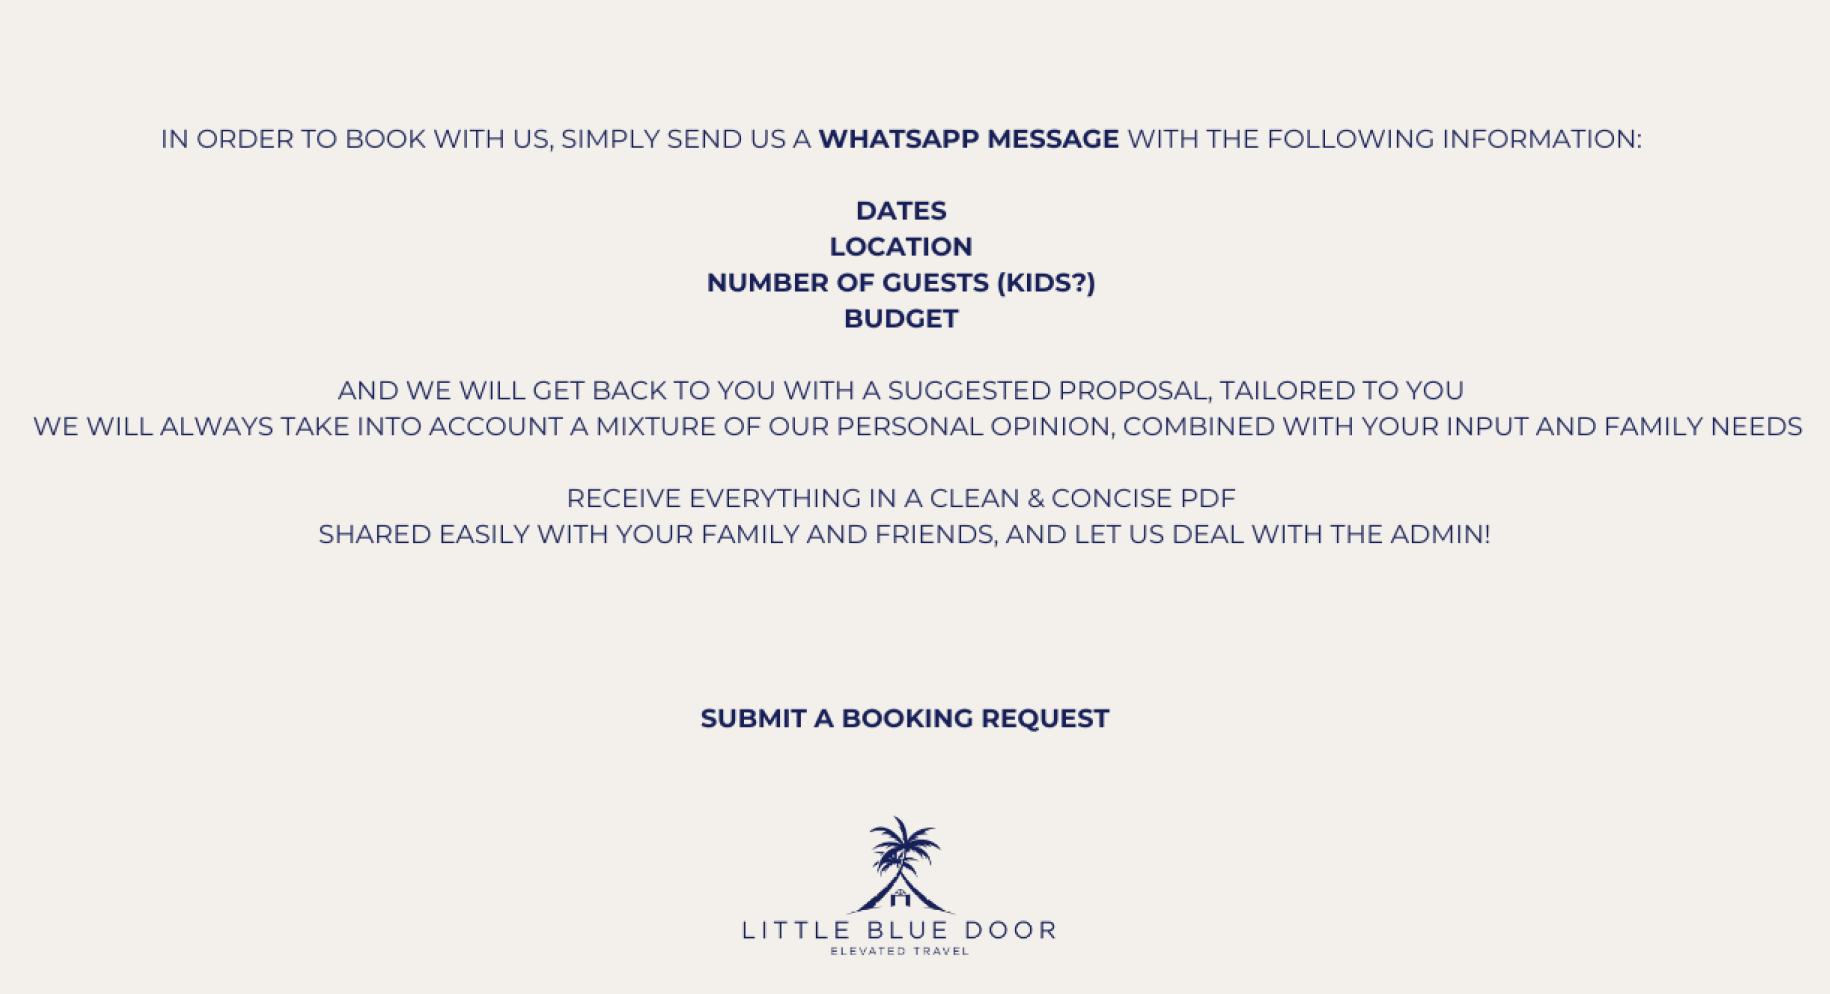 IN ORDER TO BOOK WITH US, SIMPLY SEND US A WHATSAPP MESSAGE WITH THE FOLLOWING INFORMATION:
DATES
LOCATION
NUMBER OF GUESTS (KIDS?)
BUDGET
AND WE WILL GET BACK TO YOU WITH A SUGGESTED PROPOSAL, TAILORED TO YOU
WE WILL ALWAYS TAKE INTO ACCOUNT A MIXTURE OF OUR PERSONAL OPINION, COMBINED WITH YOUR INPUT AND FAMILY NEEDS
RECEIVE EVERYTHING IN A CLEAN & CONCISE PDF
SHARED EASILY WITH YOUR FAMILY AND FRIENDS, AND LET US DEAL WITH THE ADMIN!
SUBMIT A BOOKING REQUEST
LITTLE BLUE DOOR
ELEVATED TRAVEL